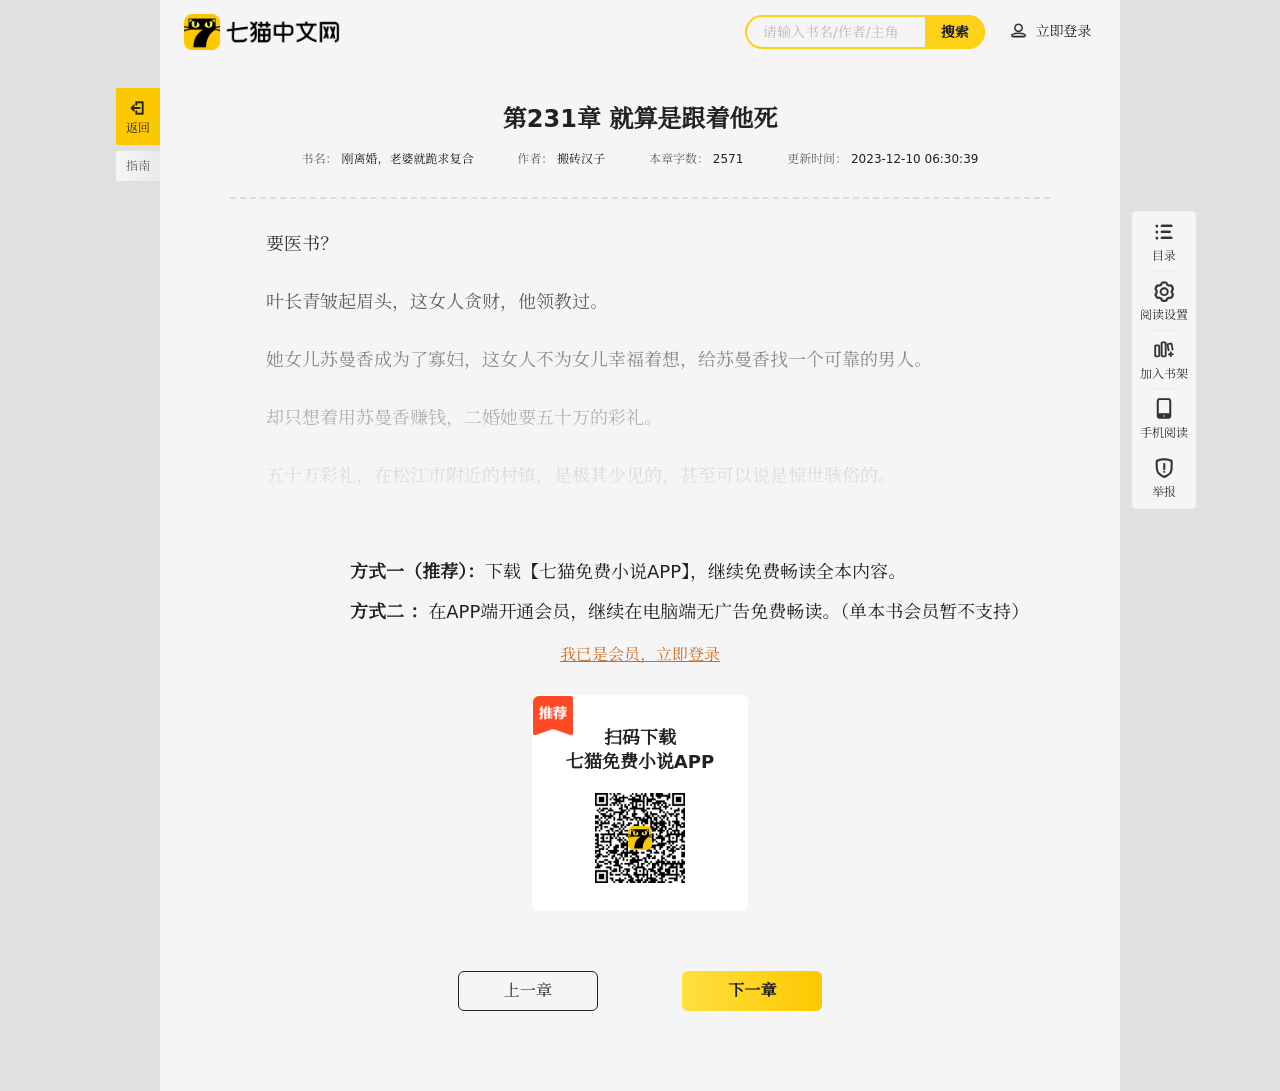 七猫中文网
请输入书名/作者/主角
搜索
立即登录
返回
指南
第231章 就算是跟着他死
书名： 刚离婚，老婆就跪求复合 作者： 搬砖汉子 本章字数： 2571 更新时间： 2023-12-10 06:30:39
要医书？
叶长青皱起眉头，这女人贪财，他领教过。
她女儿苏曼香成为了寡妇，这女人不为女儿幸福着想，给苏曼香找一个可靠的男人。
却只想着用苏曼香赚钱，二婚她要五十万的彩礼。
五十万彩礼，在松江市附近的村镇，是极其少见的，甚至可以说是惊世骇俗的。
目录
阅读设置
加入书架
手机阅读
举报
方式一（推荐）： 下载【七猫免费小说APP】，继续免费畅读全本内容。
方式二 ： 在APP端开通会员，继续在电脑端无广告免费畅读。（单本书会员暂不支持）
我已是会员，立即登录
推荐
扫码下载
七猫免费小说APP
上一章
下一章